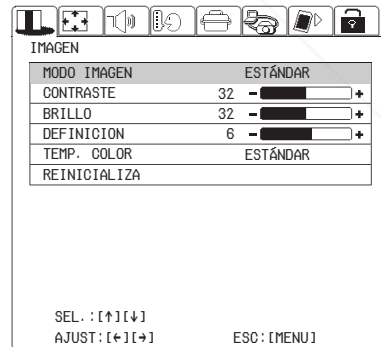 IMAGEN
MODO IMAGEN ESTÁNDAR
CONTRASTE 32 - +
BRILLO 32 - +
DEFINICION 6 - +
TEMP. COLOR ESTÁNDAR
REINICIALIZA
SEL.:[↑][↓]
AJUST:[←][→] ESC:[MENU]